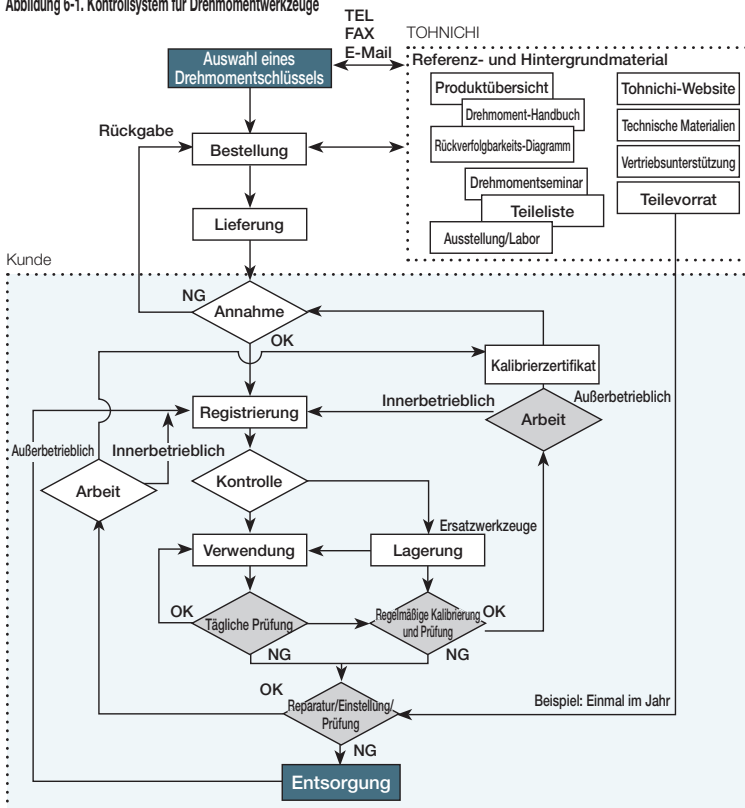 Abbildung 6-1. Kontrollsystem für Drehmomentwerkzeuge
TEL
FAX
E-Mail
TOHNICHI
Auswahl eines
Drehmomentschlüssels
Referenz- und Hintergrundmaterial
Produktübersicht
Drehmoment-Handbuch
Rückverfolgbarkeits-Diagramm
Drehmomentseminar
Teileliste
Ausstellung/Labor
Tohnichi-Website
Technische Materialien
Vertriebsunterstützung
Teilevorrat
Rückgabe
Bestellung
Lieferung
Kunde
NG
Annahme
OK
Kalibrierzertifikat
Innerbetrieblich
Außerbetrieblich
Arbeit
Registrierung
Außerbetrieblich
Innerbetrieblich
Arbeit
Kontrolle
Ersatzwerkzeuge
Verwendung
Lagerung
OK
Tägliche Prüfung
Regelmäßige Kalibrierung
und Prüfung
OK
NG
NG
OK
Reparatur/Einstellung/
Prüfung
Beispiel: Einmal im Jahr
NG
Entsorgung